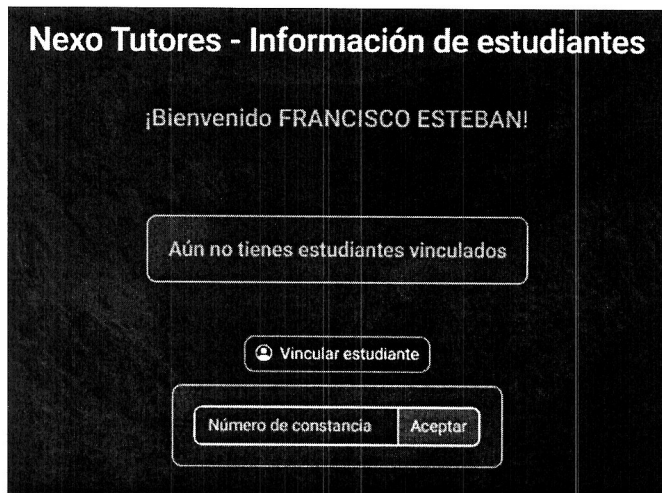 Nexo Tutores - Información de estudiantes
¡Bienvenido FRANCISCO ESTEBAN!
Aún no tienes estudiantes vinculados
Vincular estudiante
Número de constancia
Aceptar